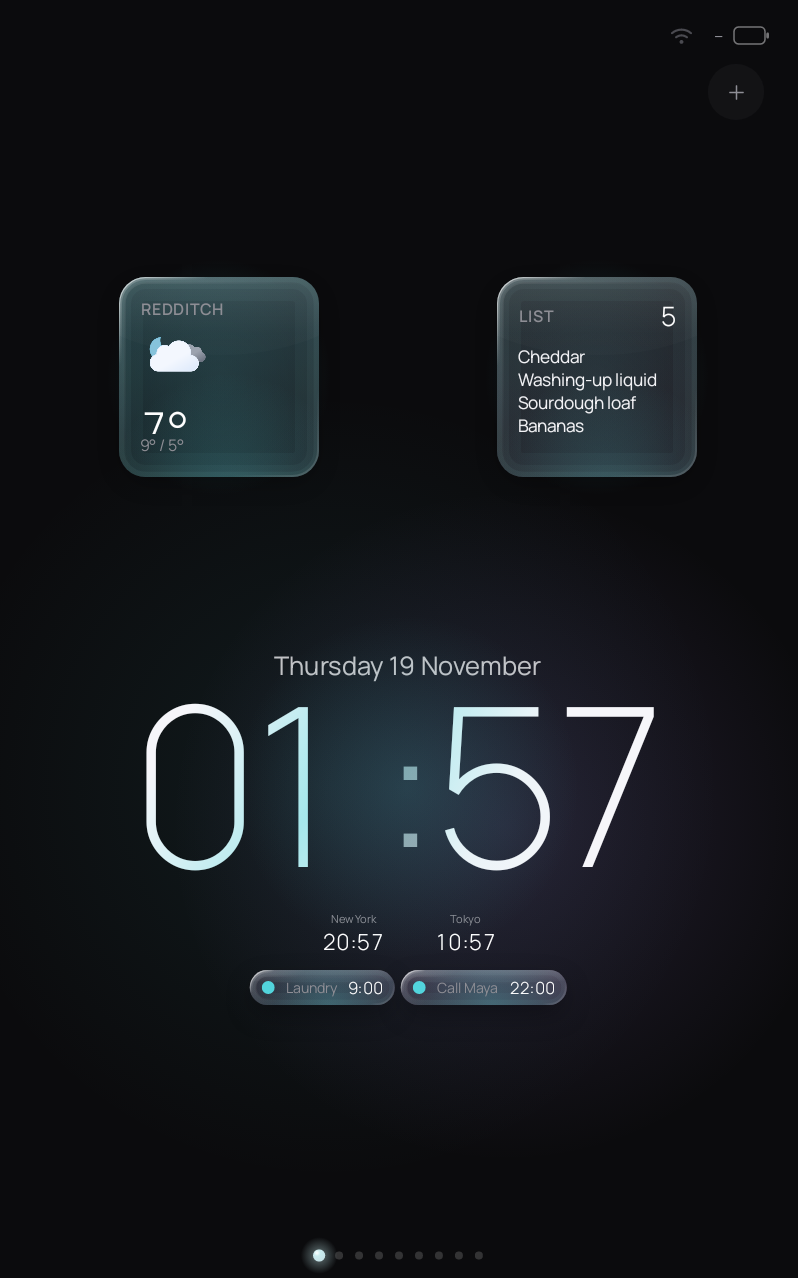 REDDITCH
7°
9° / 5°
LIST 5
Cheddar
Washing-up liquid
Sourdough loaf
Bananas
Thursday 19 November
01:57
New York
20:57
Tokyo
10:57
Laundry 9:00
Call Maya 22:00